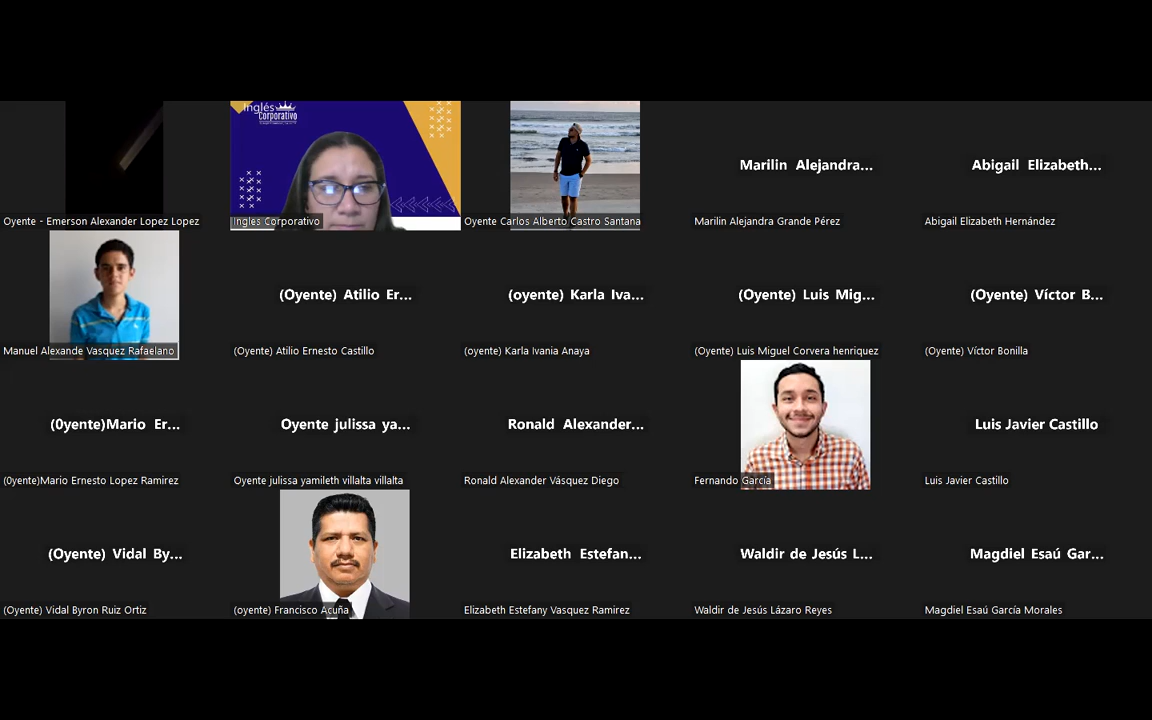 Inglés
Corporativo
Oyente - Emerson Alexander Lopez Lopez
Ingles Corporativo
Oyente Carlos Alberto Castro Santana
Marilin Alejandra...
Marilin Alejandra Grande Pérez
Abigail Elizabeth...
Abigail Elizabeth Hernández
Manuel Alexande Vasquez Rafaelano
(Oyente) Atilio Er...
(Oyente) Atilio Ernesto Castillo
(oyente) Karla Iva...
(oyente) Karla Ivania Anaya
(Oyente) Luis Mig...
(Oyente) Luis Miguel Corvera henriquez
(Oyente) Víctor B...
(Oyente) Víctor Bonilla
(0yente)Mario Er...
(0yente)Mario Ernesto Lopez Ramirez
Oyente julissa ya...
Oyente julissa yamileth villalta villalta
Ronald Alexander...
Ronald Alexander Vásquez Diego
Fernando García
Luis Javier Castillo
Luis Javier Castillo
(Oyente) Vidal By...
(Oyente) Vidal Byron Ruiz Ortiz
(oyente) Francisco Acuña
Elizabeth Estefan...
Elizabeth Estefany Vasquez Ramirez
Waldir de Jesús L...
Waldir de Jesús Lázaro Reyes
Magdiel Esaú Gar...
Magdiel Esaú García Morales